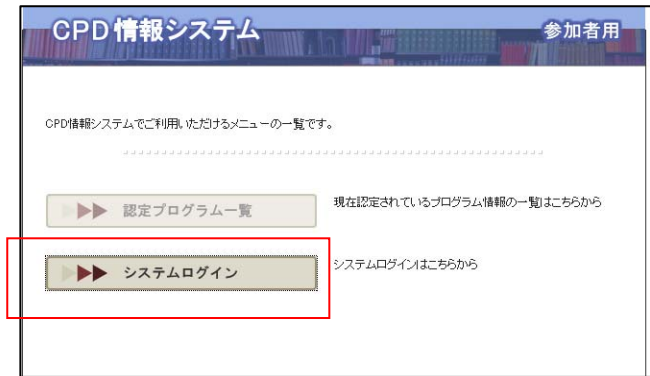 CPD情報システム
参加者用
CPD情報システムでご利用いただけるメニューの一覧です。
認定プログラム一覧
現在認定されているプログラム情報の一覧はこちらから
システムログイン
システムログインはこちらから